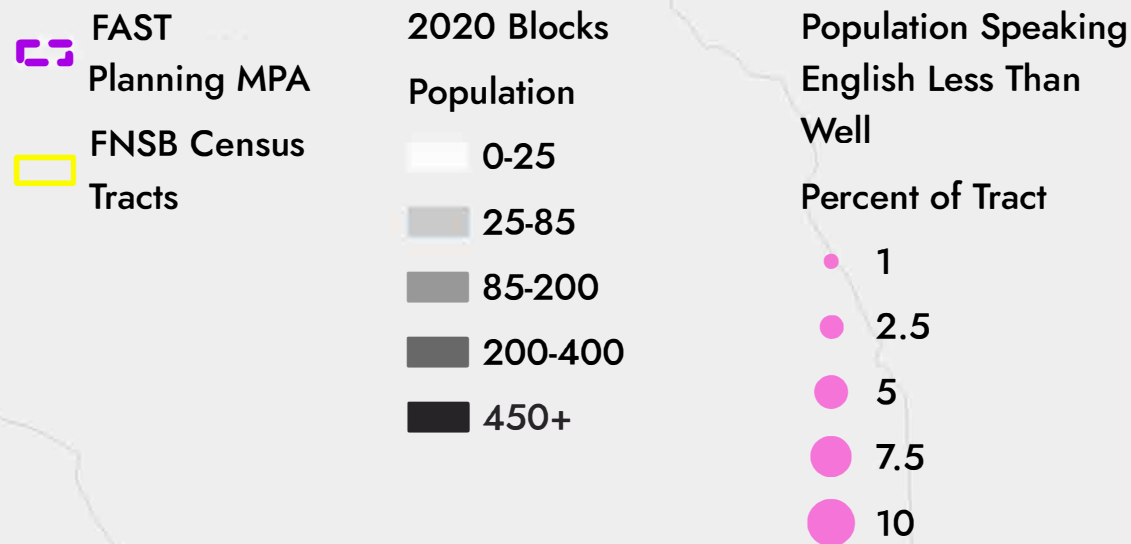 FAST
Planning MPA
FNSB Census
Tracts
2020 Blocks
Population
0-25
25-85
85-200
200-400
450+
Population Speaking
English Less Than
Well
Percent of Tract
1
2.5
5
7.5
10